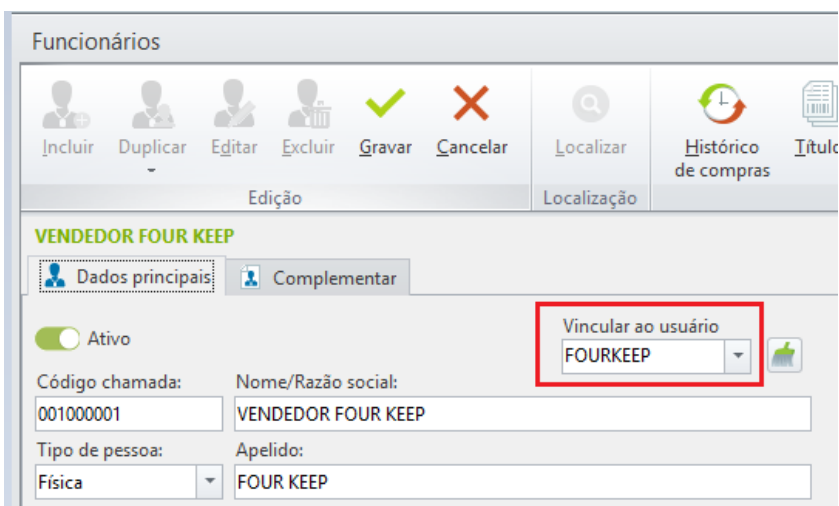 Funcionários
Incluir Duplicar Editar Excluir Gravar Cancelar Localizar Histórico de compras
Edição Localização
VENDEDOR FOUR KEEP
Dados principais Complementar
Ativo
Vincular ao usuário
FOURKEEP
Código chamada: Nome/Razão social:
001000001 VENDEDOR FOUR KEEP
Tipo de pessoa: Apelido:
Física FOUR KEEP